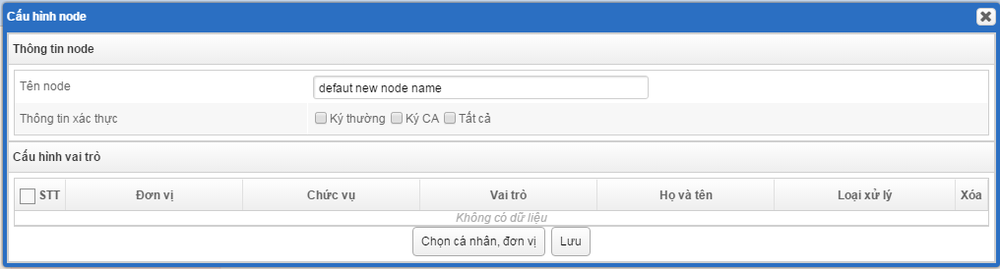 Cấu hình node
Thông tin node
Tên node defaut new node name
Thông tin xác thực Ký thường Ký CA Tất cả
Cấu hình vai trò
STT Đơn vị Chức vụ Vai trò Họ và tên Loại xử lý Xóa
Không có dữ liệu
Chọn cá nhân, đơn vị Lưu